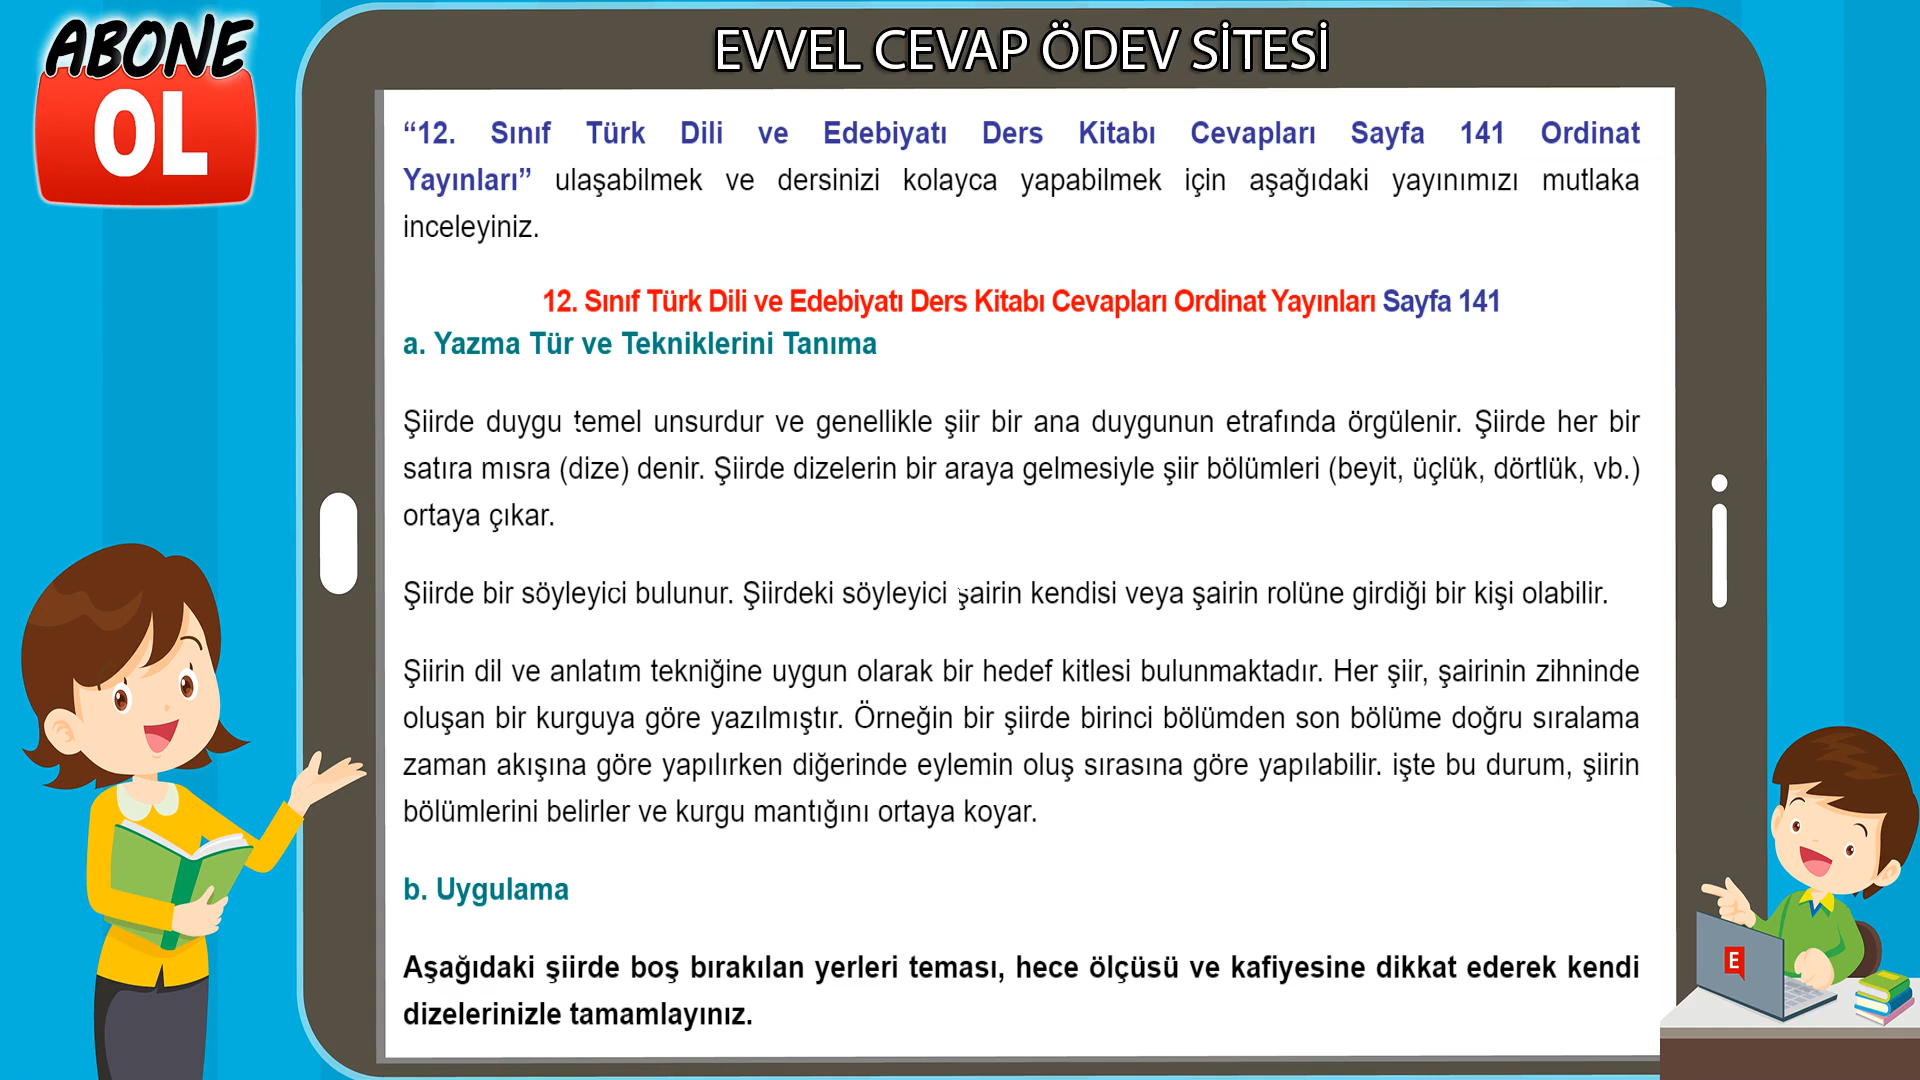 ABONE
OL
EVVEL CEVAP ÖDEV SİTESİ
“12. Sınıf Türk Dili ve Edebiyatı Ders Kitabı Cevapları Sayfa 141 Ordinat
Yayınları” ulaşabilmek ve dersinizi kolayca yapabilmek için aşağıdaki yayınımızı mutlaka
inceleyiniz.
12. Sınıf Türk Dili ve Edebiyatı Ders Kitabı Cevapları Ordinat Yayınları Sayfa 141
a. Yazma Tür ve Tekniklerini Tanıma
Şiirde duygu temel unsurdur ve genellikle şiir bir ana duygunun etrafında örgülenir. Şiirde her bir
satıra mısra (dize) denir. Şiirde dizelerin bir araya gelmesiyle şiir bölümleri (beyit, üçlük, dörtlük, vb.)
ortaya çıkar.
Şiirde bir söyleyici bulunur. Şiirdeki söyleyici şairin kendisi veya şairin rolüne girdiği bir kişi olabilir.
Şiirin dil ve anlatım tekniğine uygun olarak bir hedef kitlesi bulunmaktadır. Her şiir, şairinin zihninde
oluşan bir kurguya göre yazılmıştır. Örneğin bir şiirde birinci bölümden son bölüme doğru sıralama
zaman akışına göre yapılırken diğerinde eylemin oluş sırasına göre yapılabilir. işte bu durum, şiirin
bölümlerini belirler ve kurgu mantığını ortaya koyar.
b. Uygulama
Aşağıdaki şiirde boş bırakılan yerleri teması, hece ölçüsü ve kafiyesine dikkat ederek kendi
dizelerinizle tamamlayınız.
E